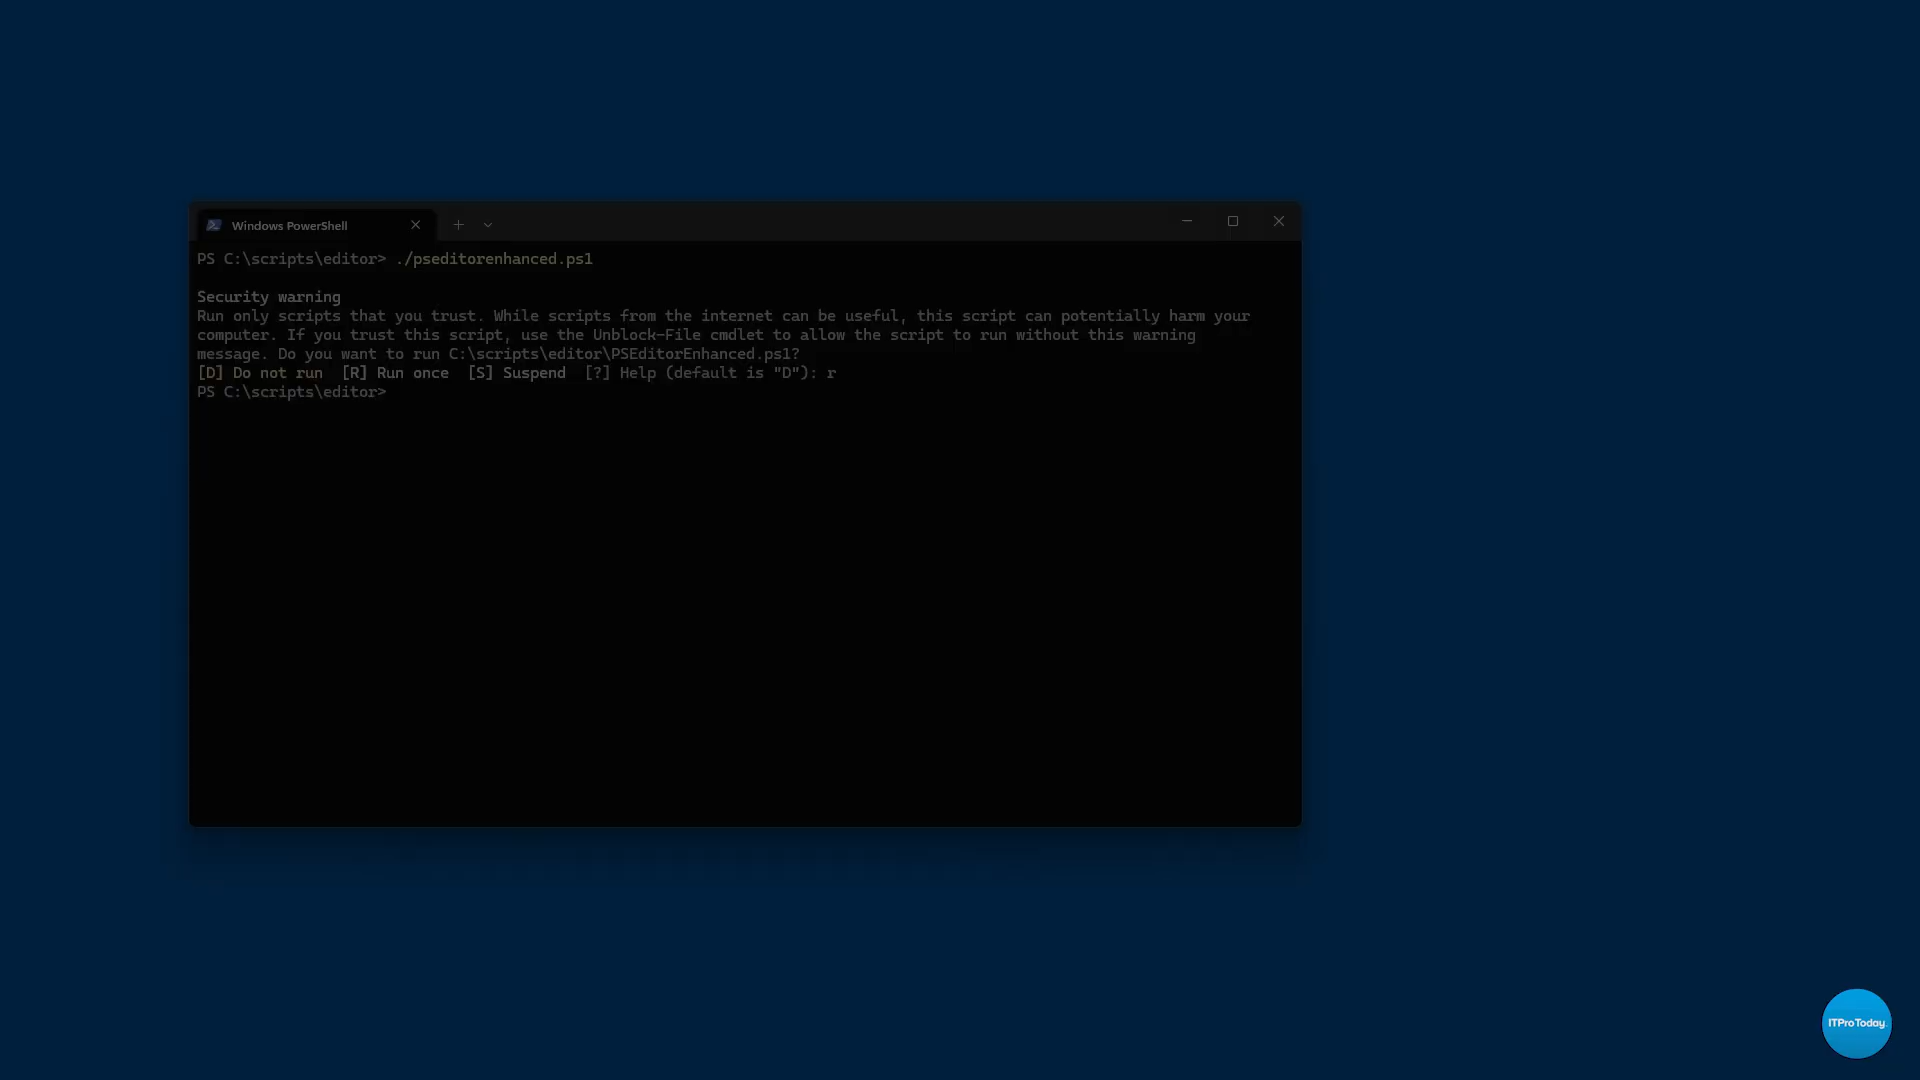 Windows PowerShell
PS C:\scripts\editor> ./pseditorenhanced.ps1
Security warning
Run only scripts that you trust. While scripts from the internet can be useful, this script can potentially harm your
computer. If you trust this script, use the Unblock-File cmdlet to allow the script to run without this warning
message. Do you want to run C:\scripts\editor\PSEditorEnhanced.ps1?
[D] Do not run  [R] Run once  [S] Suspend  [?] Help (default is "D"): r
PS C:\scripts\editor>
ITProToday